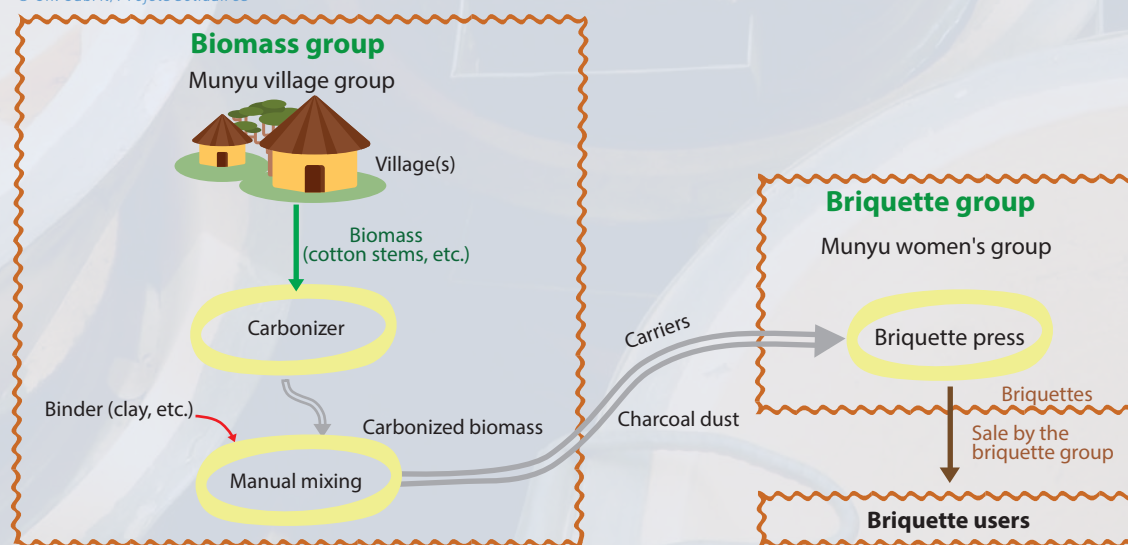 Biomass group
Munyu village group
Village(s)
Biomass
(cotton stems, etc.)
Carbonizer
Binder (clay, etc.)
Carbonized biomass
Manual mixing
Carriers
Charcoal dust
Briquette group
Munyu women's group
Briquette press
Briquettes
Sale by the
briquette group
Briquette users